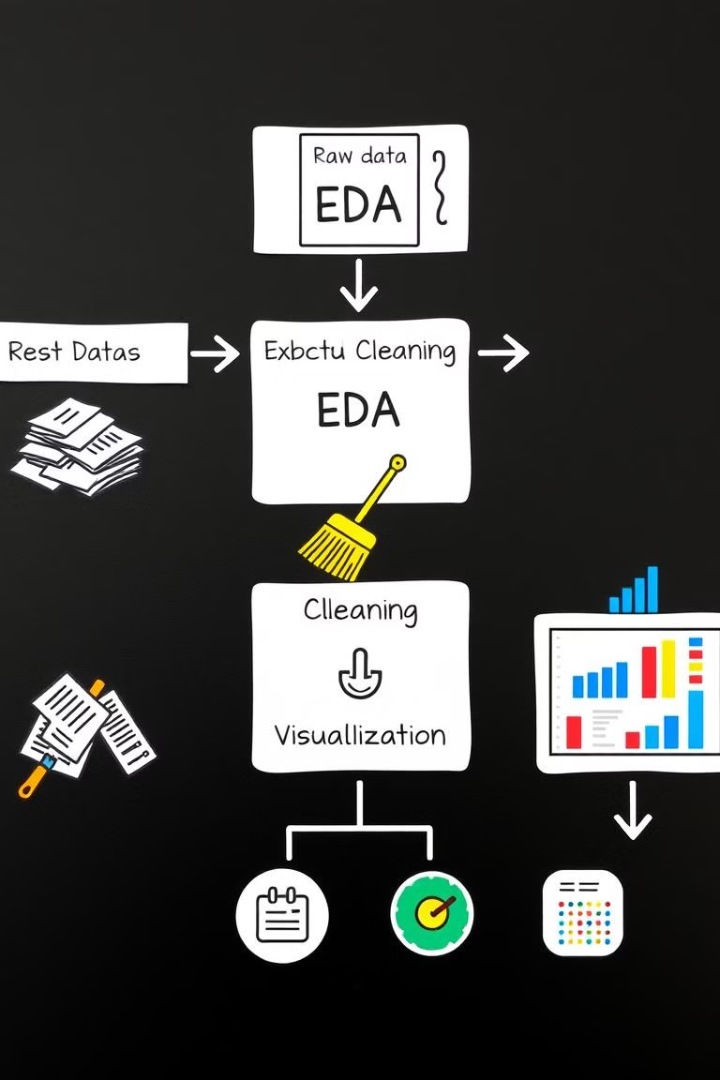 Raw data
EDA
Rest Datas
Exbctu Cleaning
EDA
Clleaning
Visuallization